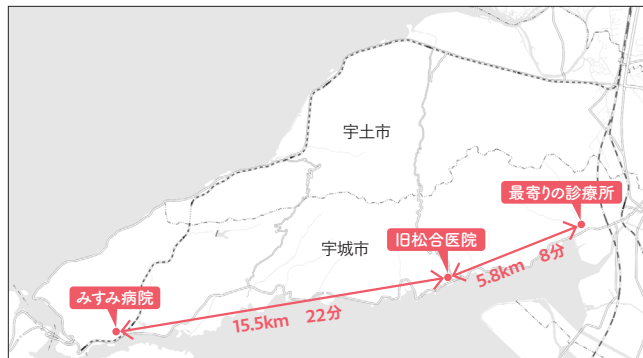 宇土市
最寄りの診療所
旧松合医院
宇城市
5.8km 8分
みすみ病院
15.5km 22分